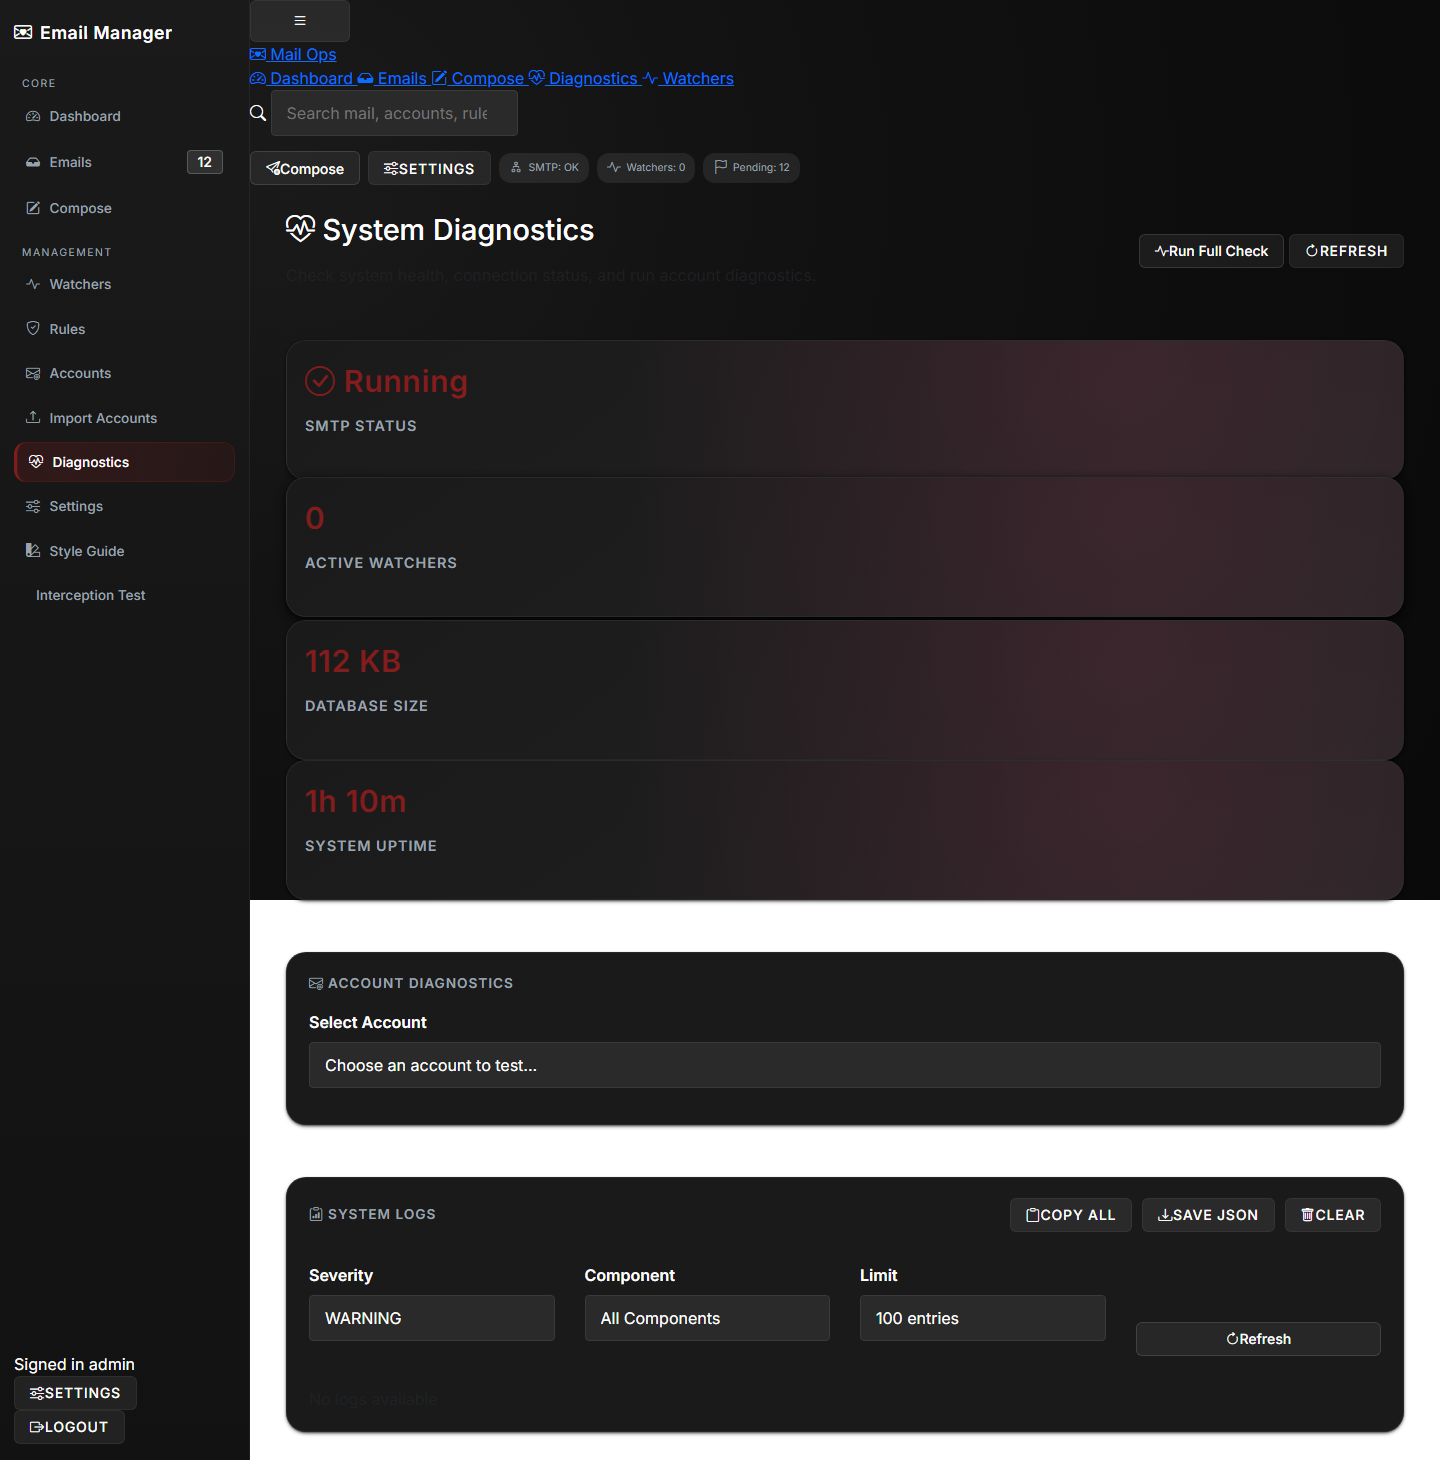 Email Manager
CORE
Dashboard
Emails 12
Compose
MANAGEMENT
Watchers
Rules
Accounts
Import Accounts
Diagnostics
Settings
Style Guide
Interception Test
Signed in admin
SETTINGS
LOGOUT
Mail Ops
Dashboard Emails Compose Diagnostics Watchers
Search mail, accounts, rule
Compose SETTINGS SMTP: OK Watchers: 0 Pending: 12
System Diagnostics
Check system health, connection status, and run account diagnostics.
Run Full Check REFRESH
Running
SMTP STATUS
0
ACTIVE WATCHERS
112 KB
DATABASE SIZE
1h 10m
SYSTEM UPTIME
ACCOUNT DIAGNOSTICS
Select Account
Choose an account to test...
SYSTEM LOGS COPY ALL SAVE JSON CLEAR
Severity Component Limit
WARNING All Components 100 entries
Refresh
No logs available